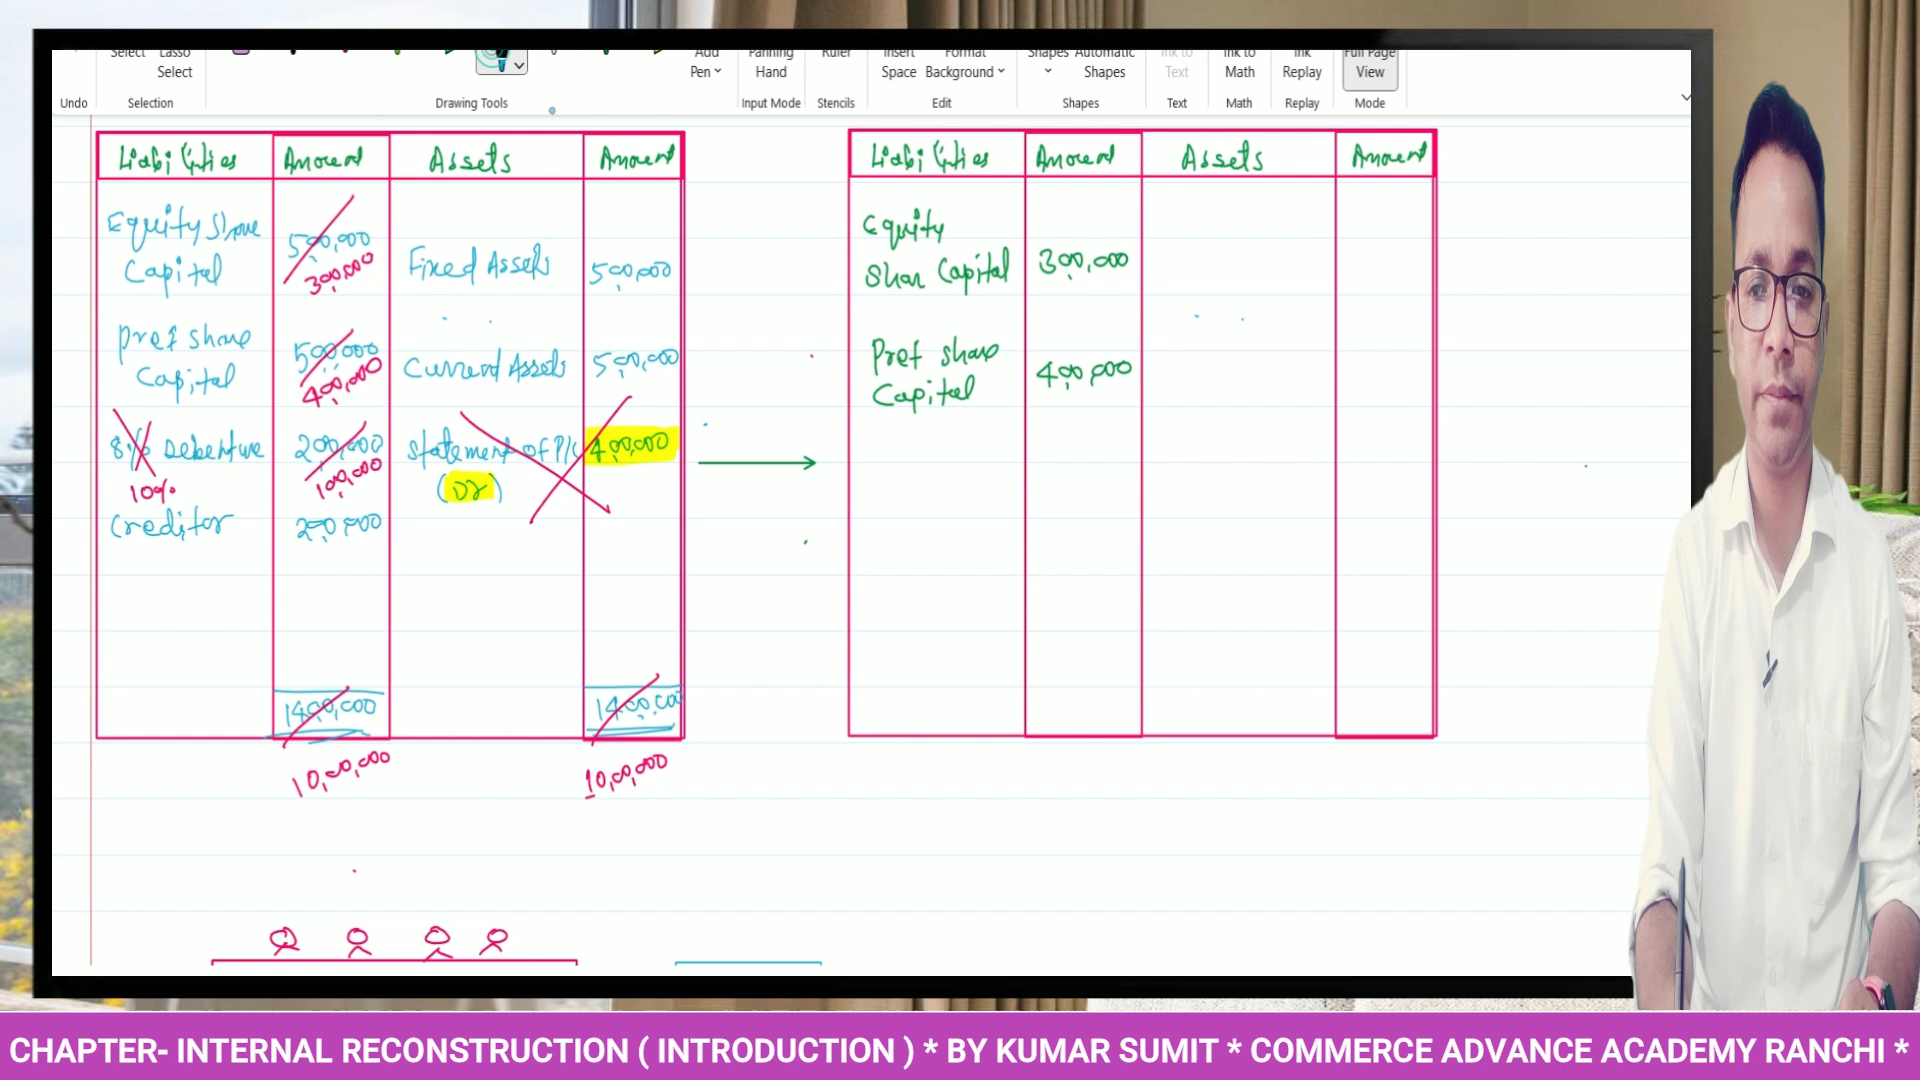 Select Lasso Add Panning Ruler Insert Format Shapes Automatic Ink to Ink to Ink Full Page
Select Pen Hand Space Background Shapes Text Math Replay View
Undo Selection Drawing Tools Input Mode Stencils Edit Shapes Text Math Replay Mode
Liabilities Amount Assets Amount
Equity Share
Capital 5,00,000
3,00,000
Fixed Assets 5,00,000
Pref Share
Capital 5,00,000
4,00,000
Current Assets 5,00,000
8% Debenture 2,00,000
10% 1,00,000
Statement of P/L 4,00,000
(Dr)
Creditor 2,00,000
14,00,000 14,00,000
10,00,000 10,00,000
Liabilities Amount Assets Amount
Equity
Shar Capital 3,00,000
Pref Share
Capital 4,00,000
CHAPTER- INTERNAL RECONSTRUCTION ( INTRODUCTION ) * BY KUMAR SUMIT * COMMERCE ADVANCE ACADEMY RANCHI *